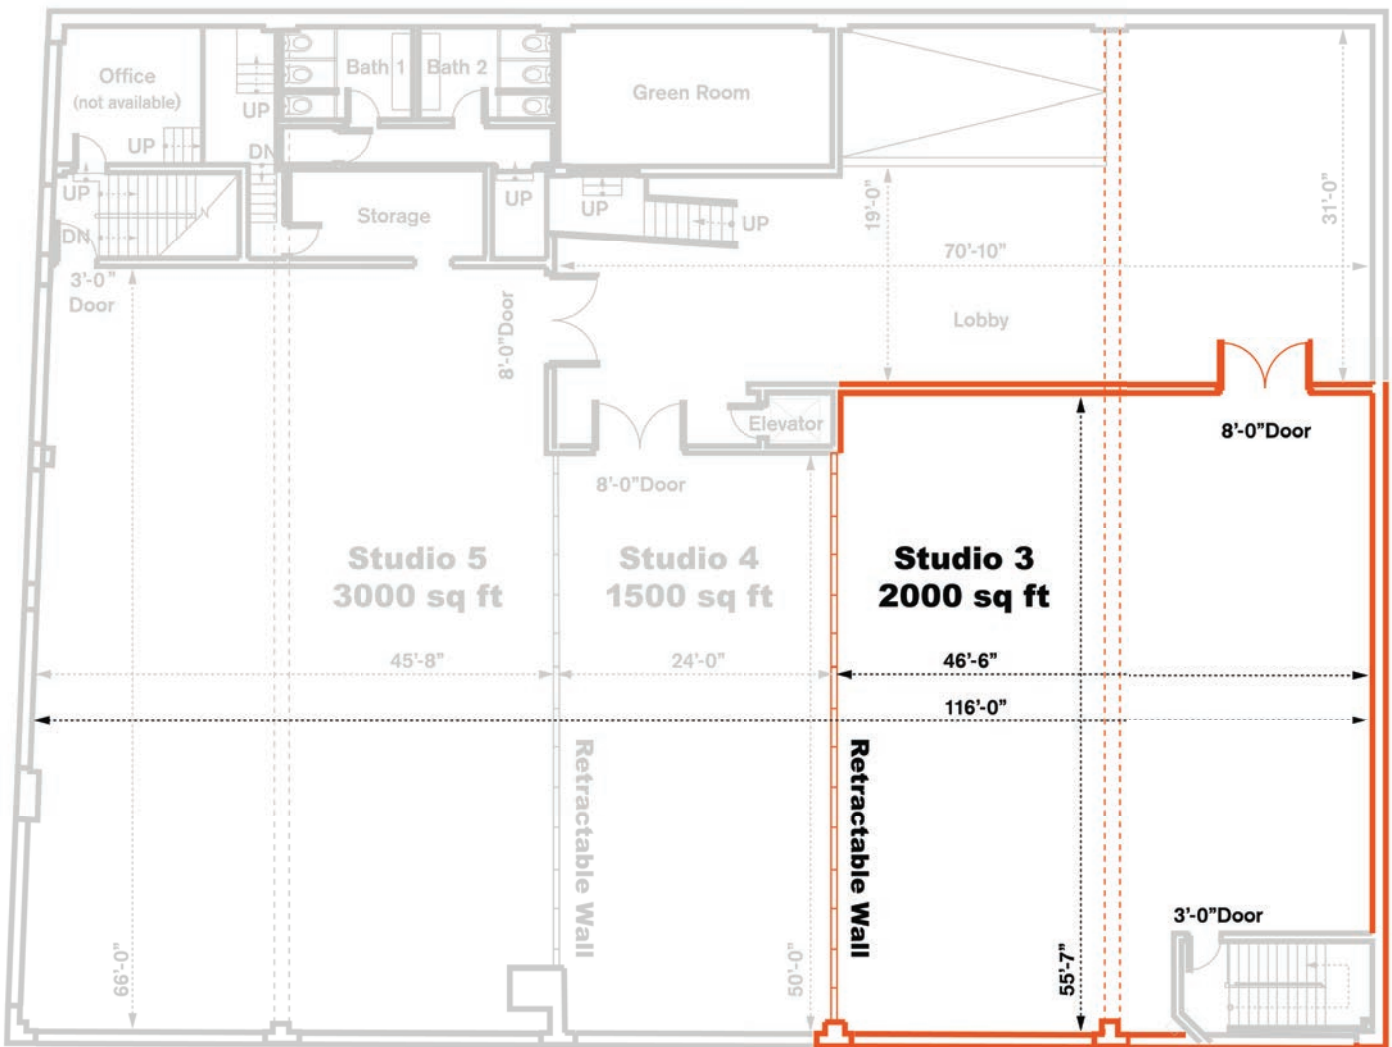 Office
(not available)
UP
UP
DN
UP
UP
DN
3'-0"
Door
Bath 1
Bath 2
Storage
UP
UP
UP
Green Room
19'-0"
31'-0"
70'-10"
Lobby
8'-0"Door
Elevator
8'-0"Door
8'-0"Door
Studio 5
3000 sq ft
Studio 4
1500 sq ft
Studio 3
2000 sq ft
45'-8"
24'-0"
46'-6"
116'-0"
Retractable Wall
Retractable Wall
66'-0"
50'-0"
55'-7"
3'-0"Door